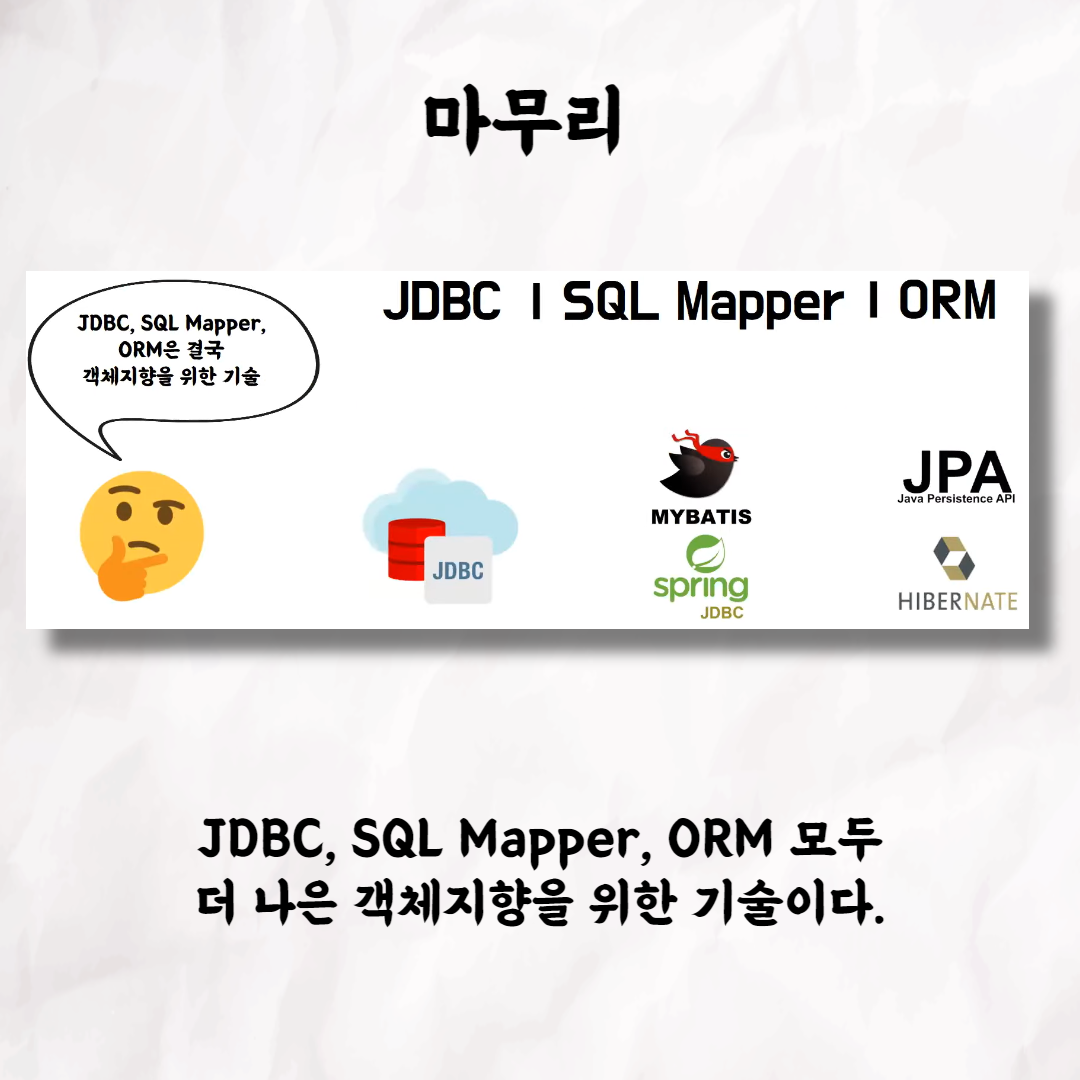 마무리
JDBC, SQL Mapper,
ORM은 결국
객체지향을 위한 기술
JDBC | SQL Mapper | ORM
JDBC
MYBATIS
spring
JDBC
JPA
Java Persistence API
HIBERNATE
JDBC, SQL Mapper, ORM 모두
더 나은 객체지향을 위한 기술이다.